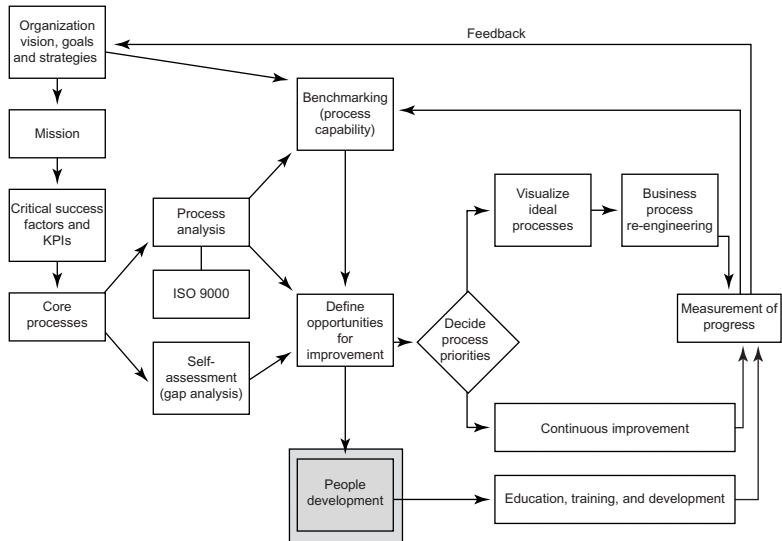 Organization
vision, goals
and strategies
Feedback
Benchmarking
(process
capability)
Mission
Critical success
factors and
KPIs
Process
analysis
Visualize
ideal
processes
Business
process
re-engineering
ISO 9000
Core
processes
Define
opportunities
for
improvement
Decide
process
priorities
Measurement of
progress
Self-
assessment
(gap analysis)
Continuous improvement
People
development
Education, training, and development